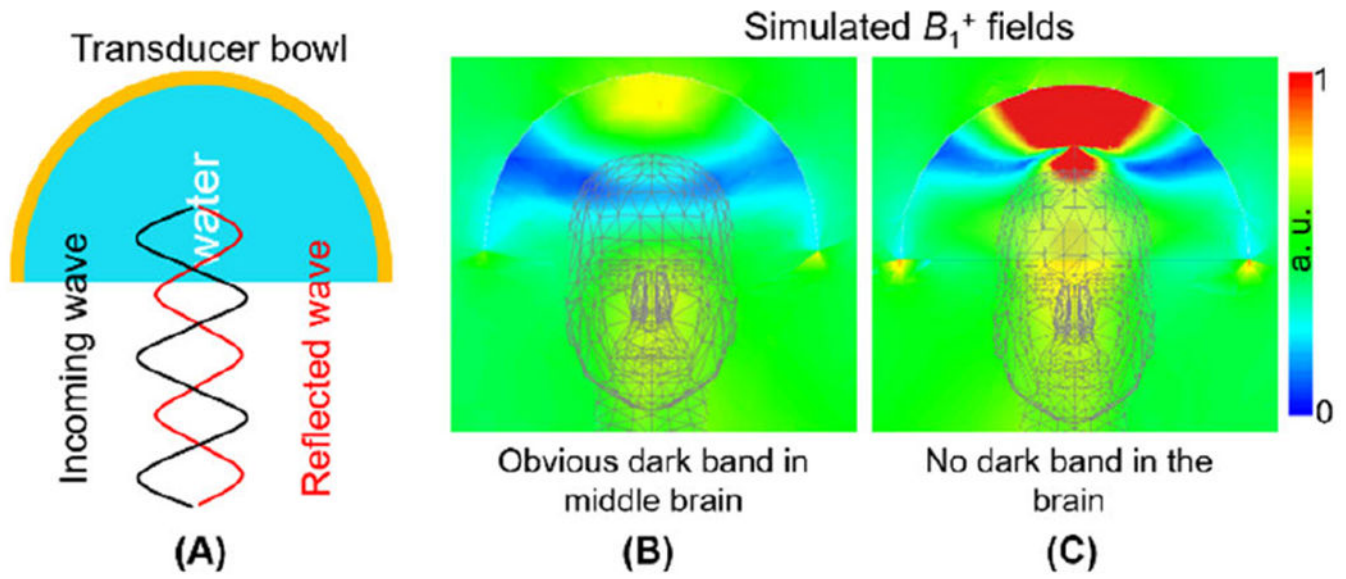 Transducer bowl
water
Incoming wave
Reflected wave
(A)
Simulated B₁⁺ fields
1
a. u.
0
Obvious dark band in
middle brain
(B)
No dark band in the
brain
(C)